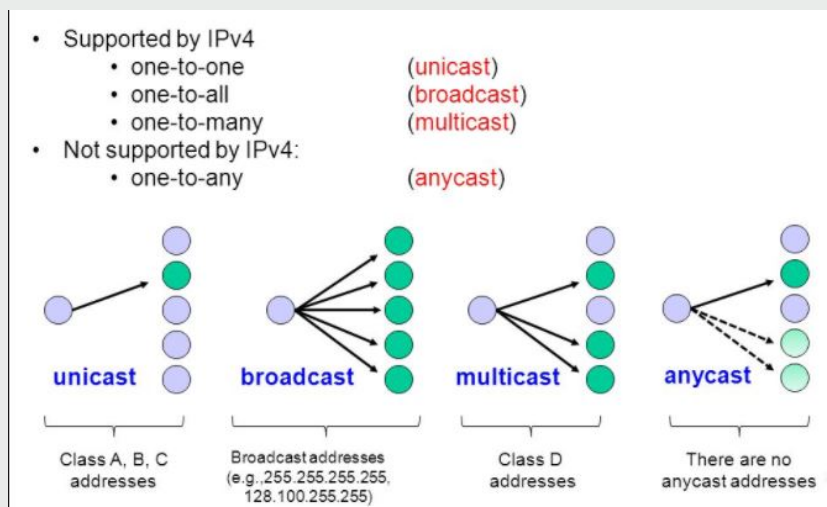 • Supported by IPv4
• one-to-one (unicast)
• one-to-all (broadcast)
• one-to-many (multicast)
• Not supported by IPv4:
• one-to-any (anycast)
unicast
broadcast
multicast
anycast
Class A, B, C
addresses
Broadcast addresses
(e.g.,255.255.255.255,
128.100.255.255)
Class D
addresses
There are no
anycast addresses